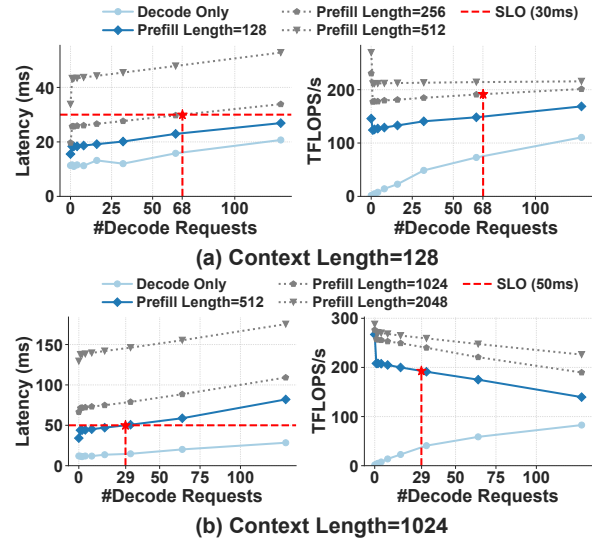 Decode Only Prefill Length=256 SLO (30ms)
Prefill Length=128 Prefill Length=512
Latency (ms)
40
20
0
0 25 50 68 100
#Decode Requests
TFLOPS/s
200
100
0
0 25 50 68 100
#Decode Requests
(a) Context Length=128
Decode Only Prefill Length=1024 SLO (50ms)
Prefill Length=512 Prefill Length=2048
Latency (ms)
150
100
50
0
0 29 50 75 100
#Decode Requests
TFLOPS/s
300
200
100
0
0 29 50 75 100
#Decode Requests
(b) Context Length=1024